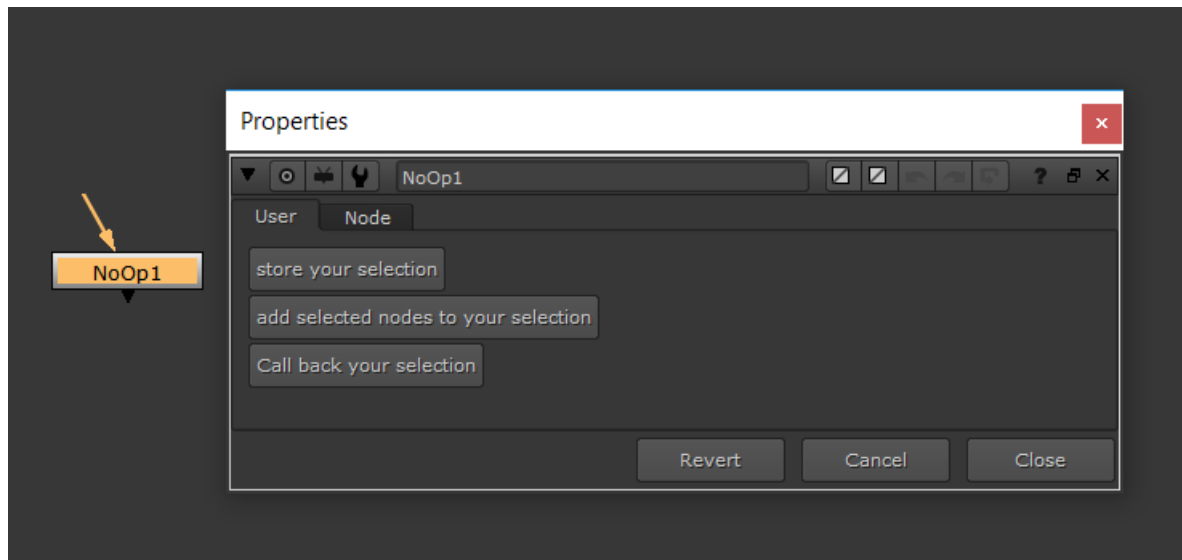 Properties
NoOp1
User Node
NoOp1
store your selection
add selected nodes to your selection
Call back your selection
Revert Cancel Close